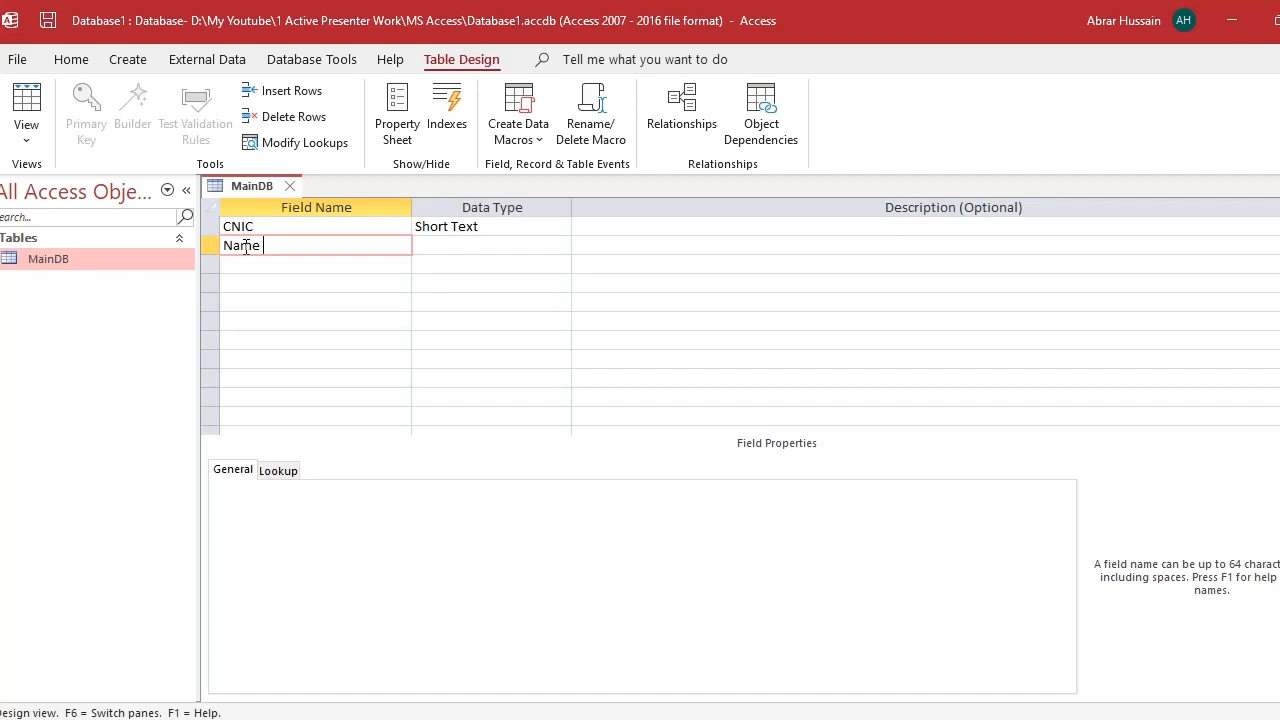 Database1 : Database- D:\My Youtube\1 Active Presenter Work\MS Access\Database1.accdb (Access 2007 - 2016 file format) - Access
Abrar Hussain AH
File Home Create External Data Database Tools Help Table Design Tell me what you want to do
View
Views
Primary Key
Builder
Test Validation Rules
Insert Rows
Delete Rows
Modify Lookups
Tools
Property Sheet
Indexes
Show/Hide
Create Data Macros
Rename/ Delete Macro
Field, Record & Table Events
Relationships
Object Dependencies
Relationships
All Access Obje...
earch...
Tables
MainDB
MainDB
Field Name Data Type Description (Optional)
CNIC Short Text
Name
Field Properties
General Lookup
A field name can be up to 64 charact
including spaces. Press F1 for help
names.
Design view. F6 = Switch panes. F1 = Help.